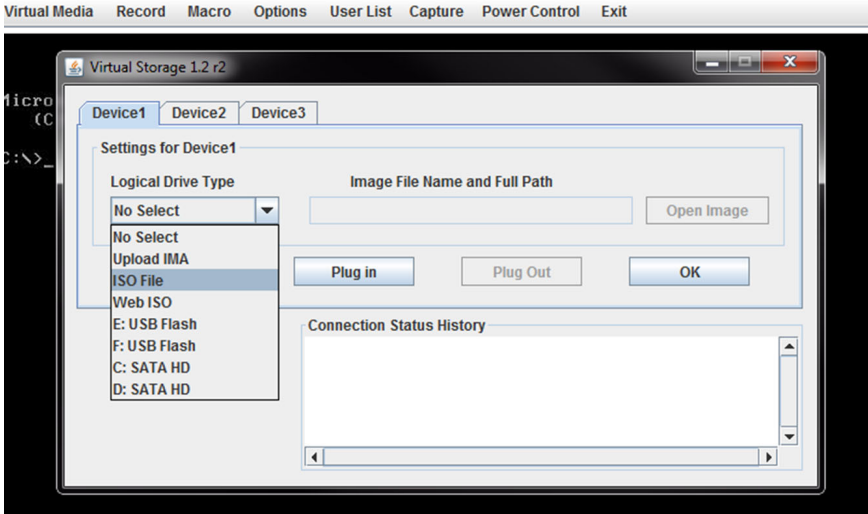 Virtual Media Record Macro Options User List Capture Power Control Exit
Virtual Storage 1.2 r2
Micro
(C
C:\>_
Device1 Device2 Device3
Settings for Device1
Logical Drive Type Image File Name and Full Path
No Select Open Image
No Select
Upload IMA
ISO File
Web ISO
E: USB Flash
F: USB Flash
C: SATA HD
D: SATA HD
Plug in Plug Out OK
Connection Status History